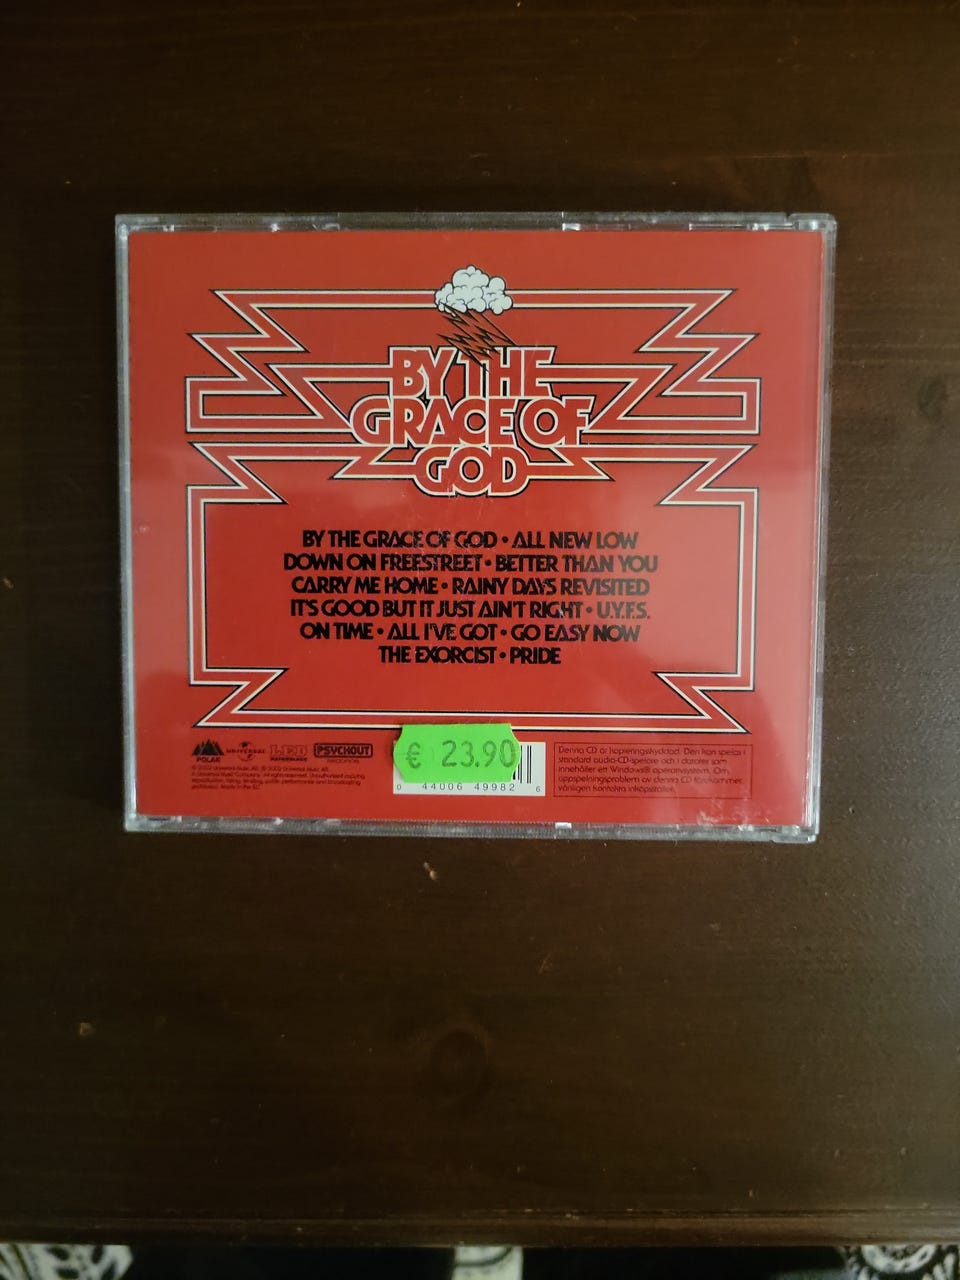 BY THE
GRACE OF
GOD
BY THE GRACE OF GOD • ALL NEW LOW
DOWN ON FREESTREET • BETTER THAN YOU
CARRY ME HOME • RAINY DAYS REVISITED
IT'S GOOD BUT IT JUST AIN'T RIGHT • U.Y.F.S.
ON TIME • ALL I'VE GOT • GO EASY NOW
THE EXORCIST • PRIDE
POLAR
UNIVERSAL
PSYCHOUT
€ 23.90
0 44006 49982 6
Denna CD är kopieringsskyddad. Den kan spelas i
standard audio-CD-spelare och i datorer som
innehåller ett Windows® operativsystem. Om
uppspelningsproblem av denna CD förekommer,
vänligen kontakta inköpsstället.